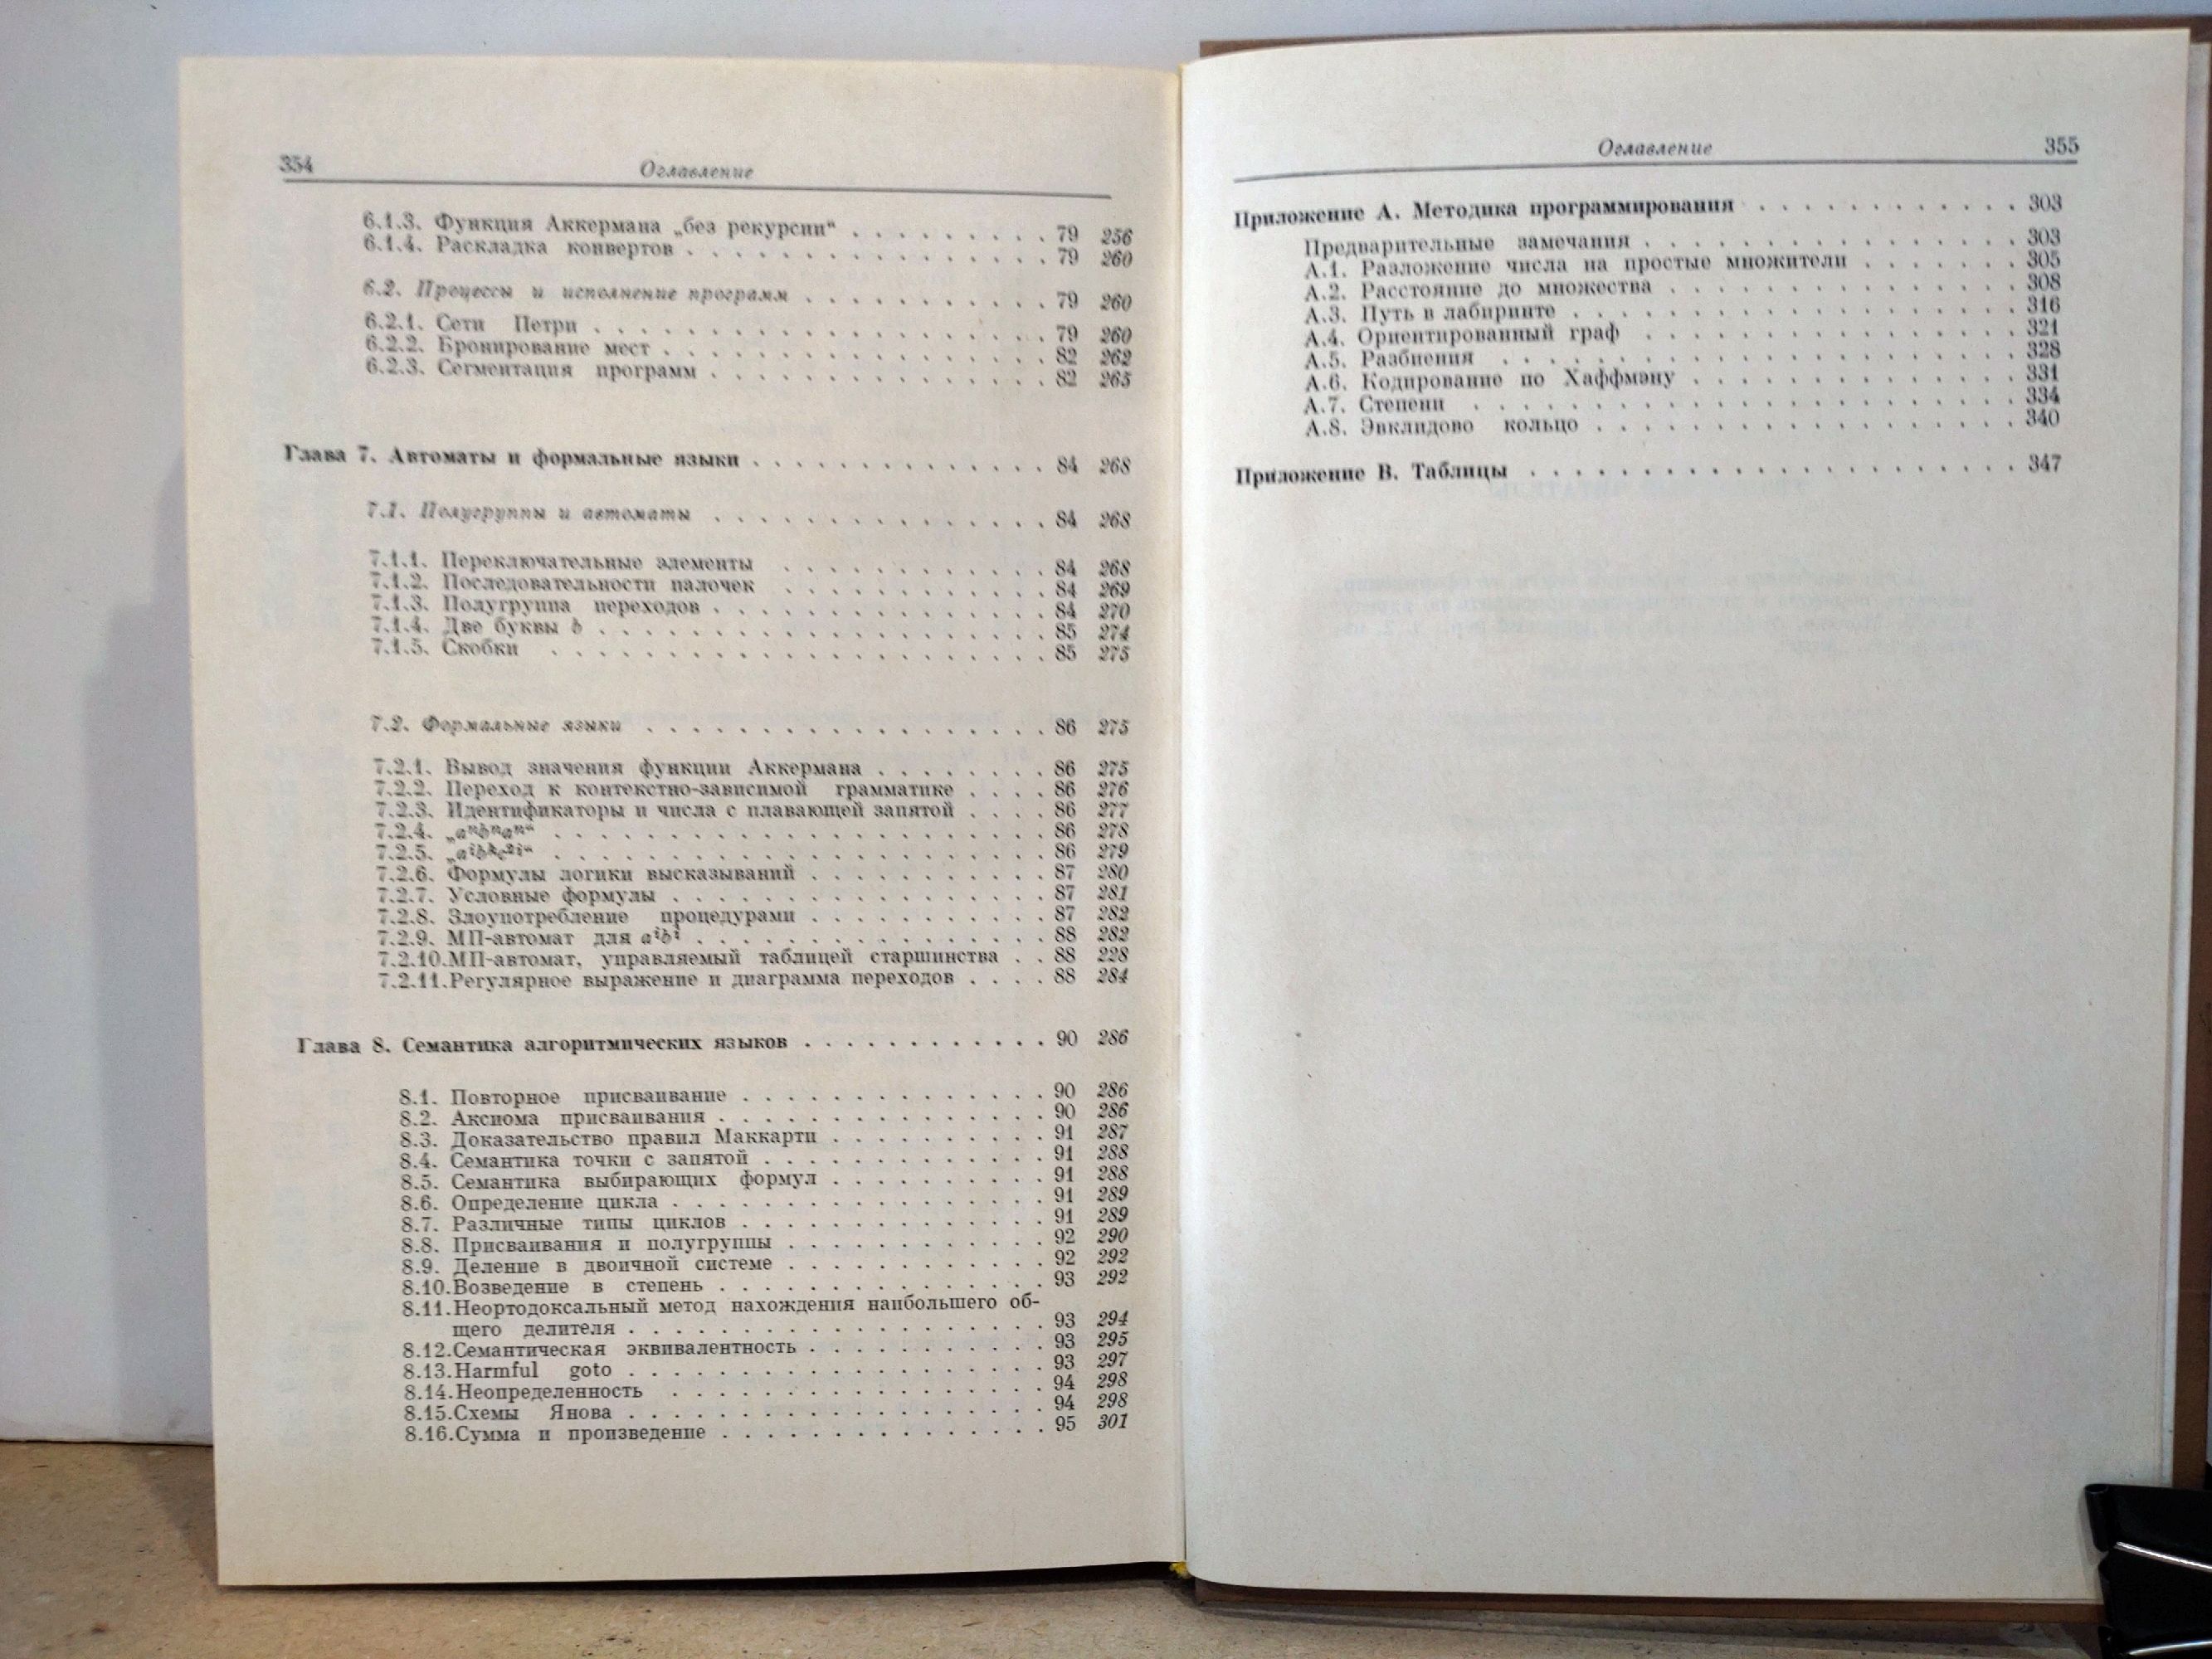 354
Оглавление
6.1.3. Функция Аккермана „без рекурсии“ . . . . . . . . . 79 256
6.1.4. Раскладка конвертов . . . . . . . . . . . . . . . . 79 260
6.2. Процессы и исполнение программ . . . . . . . . . . . 79 260
6.2.1. Сети Петри . . . . . . . . . . . . . . . . . . . . 79 260
6.2.2. Бронирование мест . . . . . . . . . . . . . . . . . 82 262
6.2.3. Сегментация программ . . . . . . . . . . . . . . . 82 265
Глава 7. Автоматы и формальные языки . . . . . . . . . . . . . 84 268
7.1. Полугруппы и автоматы . . . . . . . . . . . . . . . 84 268
7.1.1. Переключательные элементы . . . . . . . . . . . . 84 268
7.1.2. Последовательности палочек . . . . . . . . . . . . 84 269
7.1.3. Полугруппа переходов . . . . . . . . . . . . . . . 84 270
7.1.4. Две буквы b . . . . . . . . . . . . . . . . . . . . 85 274
7.1.5. Скобки . . . . . . . . . . . . . . . . . . . . . . 85 275
7.2. Формальные языки . . . . . . . . . . . . . . . . . . 86 275
7.2.1. Вывод значения функции Аккермана . . . . . . . . 86 275
7.2.2. Переход к контекстно-зависимой грамматике . . . . 86 276
7.2.3. Идентификаторы и числа с плавающей запятой . . . . 86 277
7.2.4. „aⁿbⁿaⁿ“ . . . . . . . . . . . . . . . . . . . . . . 86 278
7.2.5. „aⁱbᵏc²ⁱ“ . . . . . . . . . . . . . . . . . . . . . . 86 279
7.2.6. Формулы логики высказываний . . . . . . . . . . . 87 280
7.2.7. Условные формулы . . . . . . . . . . . . . . . . . 87 281
7.2.8. Злоупотребление процедурами . . . . . . . . . . . 87 282
7.2.9. МП-автомат для aⁱbⁱ . . . . . . . . . . . . . . . . 88 282
7.2.10.МП-автомат, управляемый таблицей старшинства . . 88 228
7.2.11.Регулярное выражение и диаграмма переходов . . . . 88 284
Глава 8. Семантика алгоритмических языков . . . . . . . . . . . 90 286
8.1. Повторное присваивание . . . . . . . . . . . . . . 90 286
8.2. Аксиома присваивания . . . . . . . . . . . . . . . 90 286
8.3. Доказательство правил Маккарти . . . . . . . . . . 91 287
8.4. Семантика точки с запятой . . . . . . . . . . . . . 91 288
8.5. Семантика выбирающих формул . . . . . . . . . . 91 288
8.6. Определение цикла . . . . . . . . . . . . . . . . . 91 289
8.7. Различные типы циклов . . . . . . . . . . . . . . 91 289
8.8. Присваивания и полугруппы . . . . . . . . . . . . 92 290
8.9. Деление в двоичной системе . . . . . . . . . . . . 92 292
8.10.Возведение в степень . . . . . . . . . . . . . . . 93 292
8.11.Неортодоксальный метод нахождения наибольшего об-
щего делителя . . . . . . . . . . . . . . . . . . . 93 294
8.12.Семантическая эквивалентность . . . . . . . . . . . 93 295
8.13.Harmful goto . . . . . . . . . . . . . . . . . . . 93 297
8.14.Неопределенность . . . . . . . . . . . . . . . . . 94 298
8.15.Схемы Янова . . . . . . . . . . . . . . . . . . . 94 298
8.16.Сумма и произведение . . . . . . . . . . . . . . . 95 301
Оглавление
355
Приложение А. Методика программирования . . . . . . . . . . . . 303
Предварительные замечания . . . . . . . . . . . . . . . . 303
А.1. Разложение числа на простые множители . . . . . . . 305
А.2. Расстояние до множества . . . . . . . . . . . . . . . 308
А.3. Путь в лабиринте . . . . . . . . . . . . . . . . . . . 316
А.4. Ориентированный граф . . . . . . . . . . . . . . . . 321
А.5. Разбиения . . . . . . . . . . . . . . . . . . . . . . 328
А.6. Кодирование по Хаффмэну . . . . . . . . . . . . . . 331
А.7. Степени . . . . . . . . . . . . . . . . . . . . . . . 334
А.8. Эвклидово кольцо . . . . . . . . . . . . . . . . . . 340
Приложение В. Таблицы . . . . . . . . . . . . . . . . . . . . . 347